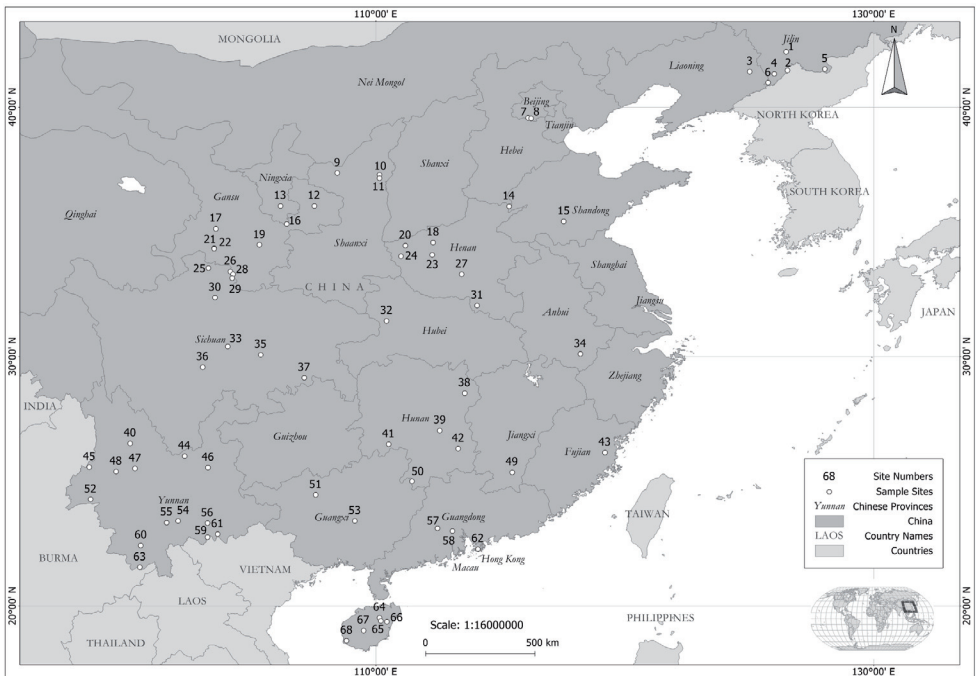 110°00' E 130°00' E
MONGOLIA
N
Jilin
1
Liaoning
3 4 2 5
6
Nei Mongol
40°00' N
40°00' N
Beijing
7 8
Tianjin
NORTH KOREA
Hebei
Shanxi
9 10
11
Ningxia
Gansu
13 12
14
SOUTH KOREA
Qinghai
15 Shandong
16
17
21 22 19
Shaanxi
20 18
Henan
24 23
25 26 28
29
27
Shanghai
30
CHINA
31
Jiangsu
JAPAN
32
Hubei
Anhui
Sichuan
33 35
34
36
30°00' N
30°00' N
37
Zhejiang
38
INDIA
Hunan
39
Guizhou
Jiangxi
40
41 42
43
Fujian
44
45 48 47 46
50
49
51
52
Yunnan
55 54 56
Guangxi
53
59 61
57 Guangdong
58 62
Hong Kong
Macau
TAIWAN
60
63
BURMA
VIETNAM
LAOS
THAILAND
64
67 65 66
68
PHILIPPINES
20°00' N
20°00' N
Scale: 1:16000000
0 500 km
68 Site Numbers
Sample Sites
Yunnan Chinese Provinces
China
LAOS Country Names
Countries
110°00' E 130°00' E